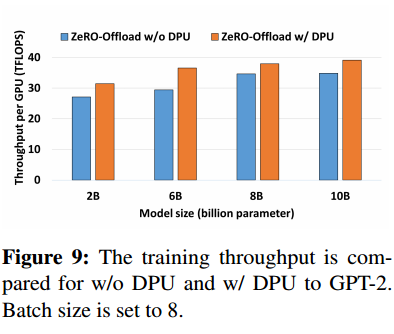 ZeRO-Offload w/o DPU ZeRO-Offload w/ DPU
Throughput per GPU (TFLOPS)
40
30
20
10
0
2B 6B 8B 10B
Model size (billion parameter)
Figure 9: The training throughput is com-
pared for w/o DPU and w/ DPU to GPT-2.
Batch size is set to 8.